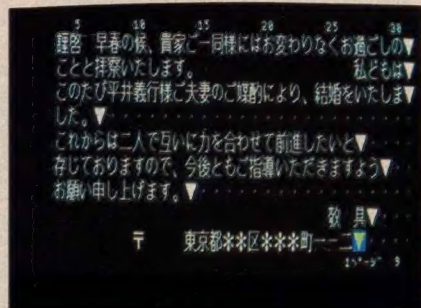 5 10 15 20 25 30
謹啓 早春の候、貴家ご一同様にはお変わりなくお過ごしの▼
ことと拝察いたします。 私どもは▼
このたび平井義行様ご夫妻のご媒酌により、結婚をいたしま▼
した。▼
これからは二人で互いに力を合わせて前進したいと▼
存じておりますので、今後ともご指導いただきますよう▼
お願い申し上げます。▼
敬 具▼
〒 東京都**区***町一一二▼
1ページ 9